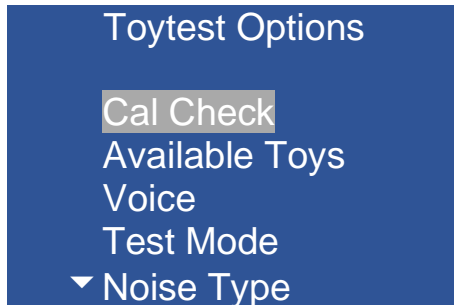 Toytest Options
Cal Check
Available Toys
Voice
Test Mode
Noise Type